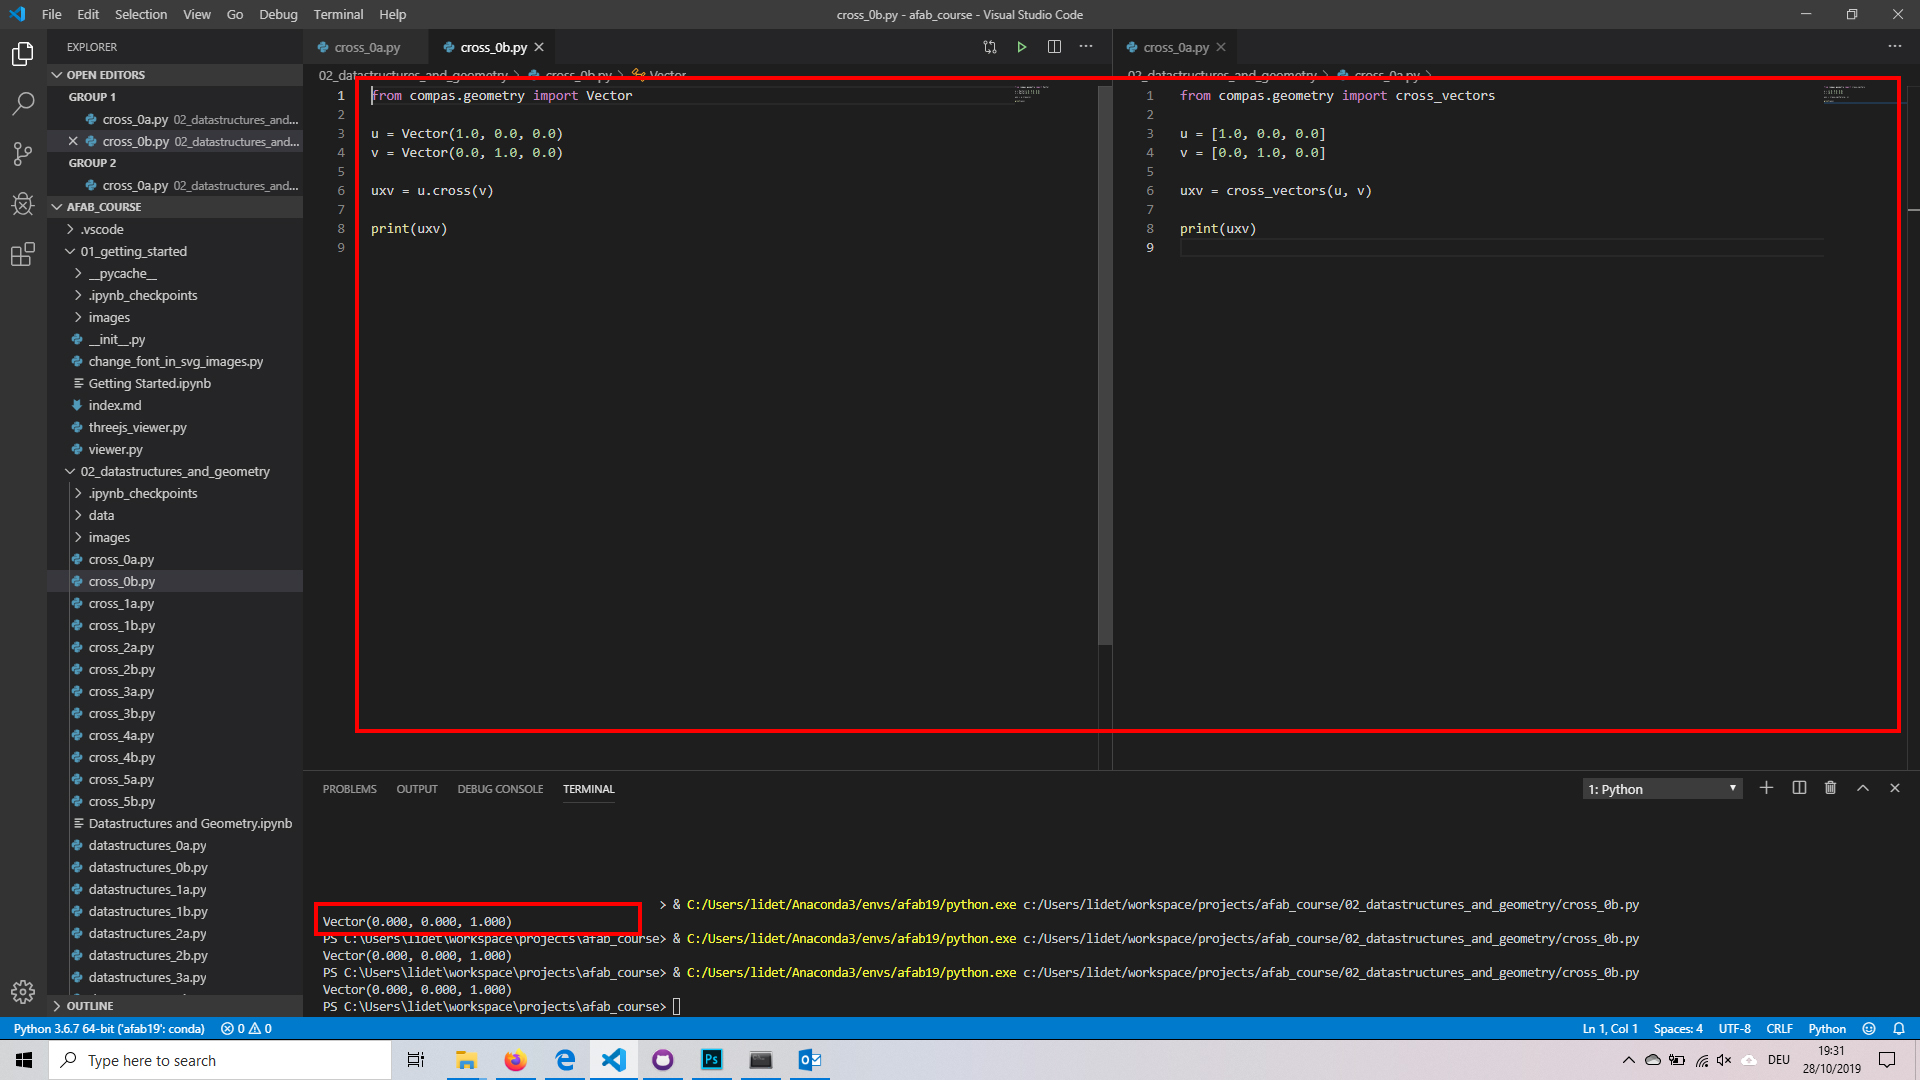 File Edit Selection View Go Debug Terminal Help
cross_0b.py - afab_course - Visual Studio Code
EXPLORER
OPEN EDITORS
GROUP 1
cross_0a.py 02_datastructures_and...
cross_0b.py 02_datastructures_and...
GROUP 2
cross_0a.py 02_datastructures_and...
AFAB_COURSE
.vscode
01_getting_started
__pycache__
.ipynb_checkpoints
images
__init__.py
change_font_in_svg_images.py
Getting Started.ipynb
index.md
threejs_viewer.py
viewer.py
02_datastructures_and_geometry
.ipynb_checkpoints
data
images
cross_0a.py
cross_0b.py
cross_1a.py
cross_1b.py
cross_2a.py
cross_2b.py
cross_3a.py
cross_3b.py
cross_4a.py
cross_4b.py
cross_5a.py
cross_5b.py
Datastructures and Geometry.ipynb
datastructures_0a.py
datastructures_0b.py
datastructures_1a.py
datastructures_1b.py
datastructures_2a.py
datastructures_2b.py
datastructures_3a.py
OUTLINE
cross_0a.py cross_0b.py
02_datastructures_and_geometry > cross_0b.py > Vector
1 from compas.geometry import Vector
2
3 u = Vector(1.0, 0.0, 0.0)
4 v = Vector(0.0, 1.0, 0.0)
5
6 uxv = u.cross(v)
7
8 print(uxv)
9
cross_0a.py
02_datastructures_and_geometry > cross_0a.py >
1 from compas.geometry import cross_vectors
2
3 u = [1.0, 0.0, 0.0]
4 v = [0.0, 1.0, 0.0]
5
6 uxv = cross_vectors(u, v)
7
8 print(uxv)
9
PROBLEMS OUTPUT DEBUG CONSOLE TERMINAL
1: Python
> & C:/Users/lidet/Anaconda3/envs/afab19/python.exe c:/Users/lidet/workspace/projects/afab_course/02_datastructures_and_geometry/cross_0b.py
Vector(0.000, 0.000, 1.000)
PS C:\Users\lidet\workspace\projects\afab_course> & C:/Users/lidet/Anaconda3/envs/afab19/python.exe c:/Users/lidet/workspace/projects/afab_course/02_datastructures_and_geometry/cross_0b.py
Vector(0.000, 0.000, 1.000)
PS C:\Users\lidet\workspace\projects\afab_course> & C:/Users/lidet/Anaconda3/envs/afab19/python.exe c:/Users/lidet/workspace/projects/afab_course/02_datastructures_and_geometry/cross_0b.py
Vector(0.000, 0.000, 1.000)
PS C:\Users\lidet\workspace\projects\afab_course>
Python 3.6.7 64-bit ('afab19': conda) 0 0
Ln 1, Col 1 Spaces: 4 UTF-8 CRLF Python
Type here to search
Ps
DEU
19:31
28/10/2019